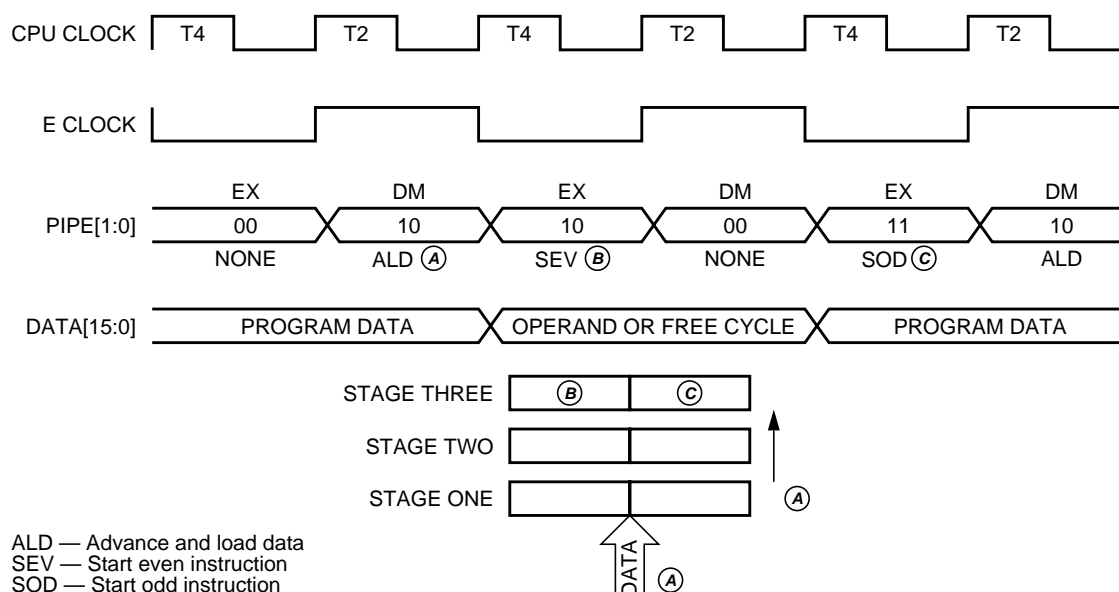 CPU CLOCK T4 T2 T4 T2 T4 T2
E CLOCK
EX DM EX DM EX DM
PIPE[1:0] 00 10 10 00 11 10
NONE ALD A SEV B NONE SOD C ALD
DATA[15:0] PROGRAM DATA OPERAND OR FREE CYCLE PROGRAM DATA
STAGE THREE B C
STAGE TWO
STAGE ONE A
DATA A
ALD — Advance and load data
SEV — Start even instruction
SOD — Start odd instruction